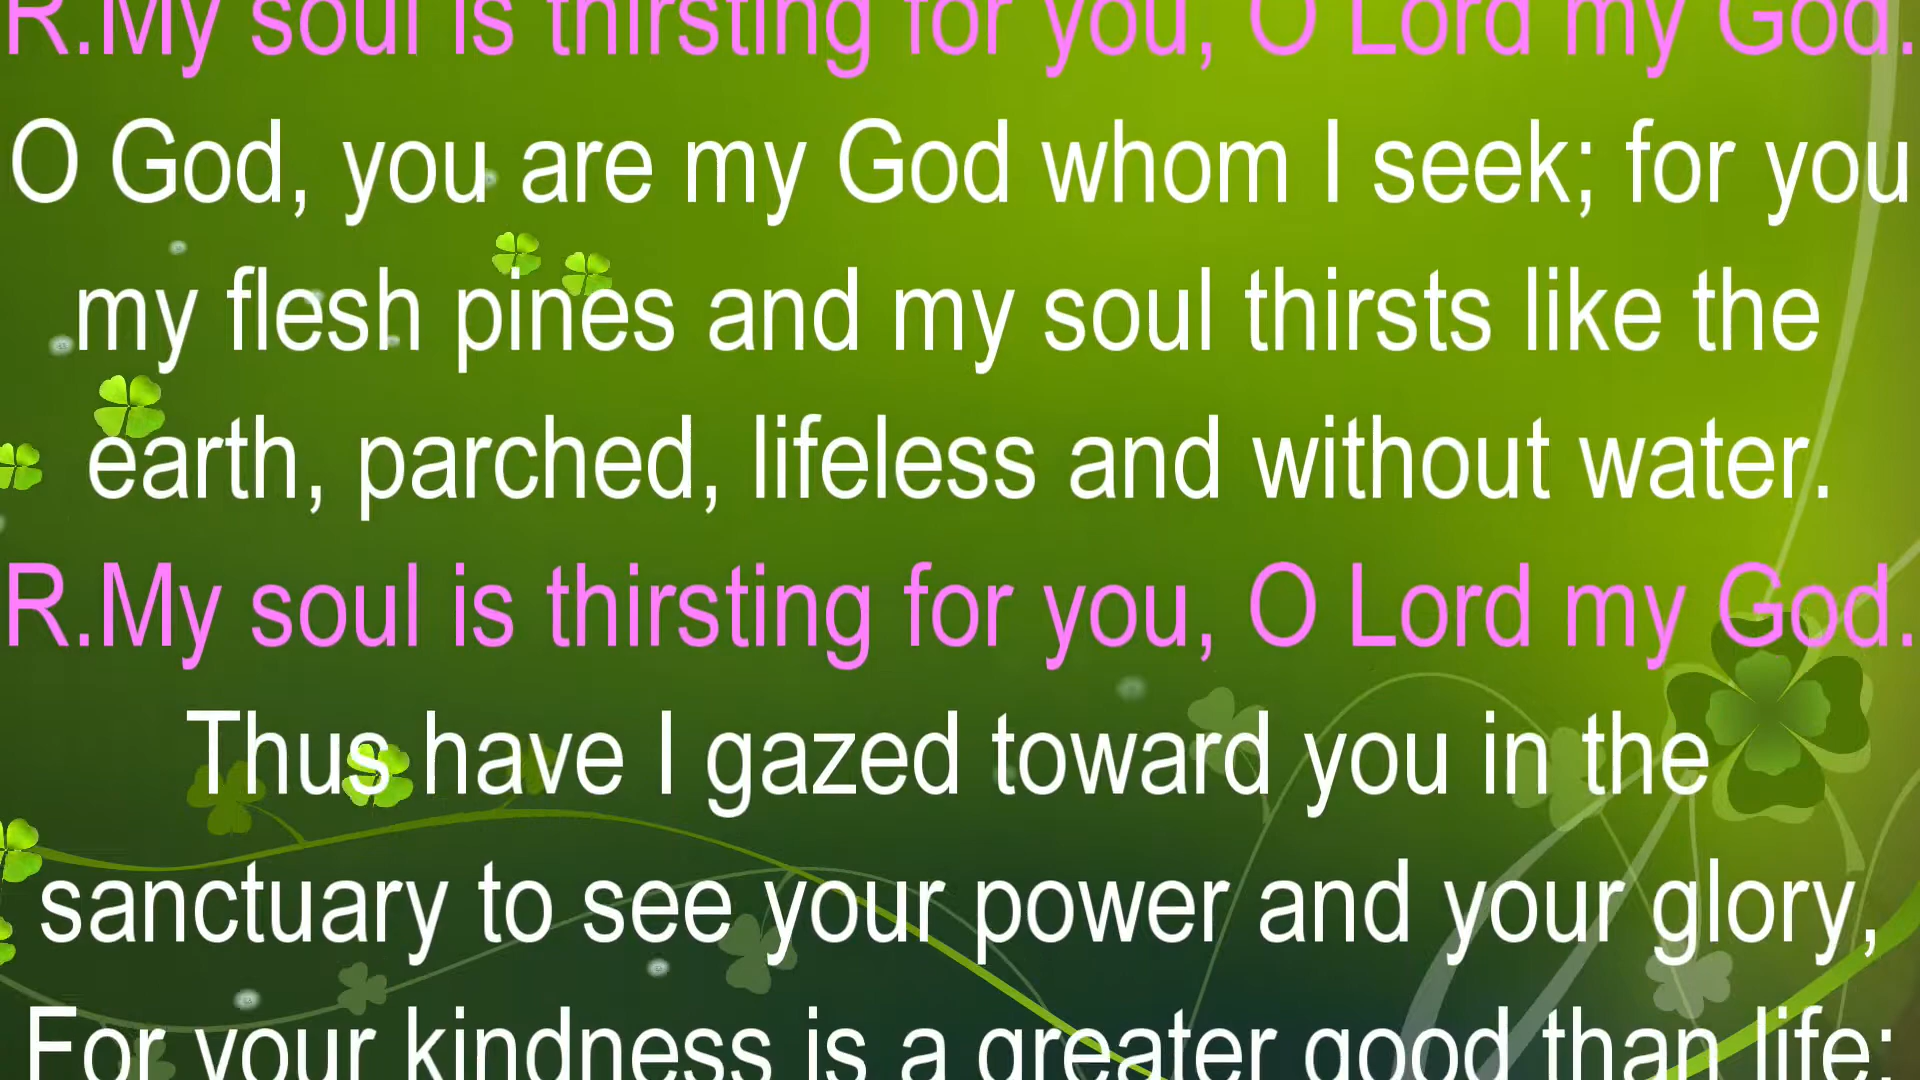 R.My soul is thirsting for you, O Lord my God.
O God, you are my God whom I seek; for you
my flesh pines and my soul thirsts like the
earth, parched, lifeless and without water.
R.My soul is thirsting for you, O Lord my God.
Thus have I gazed toward you in the
sanctuary to see your power and your glory,
For your kindness is a greater good than life;